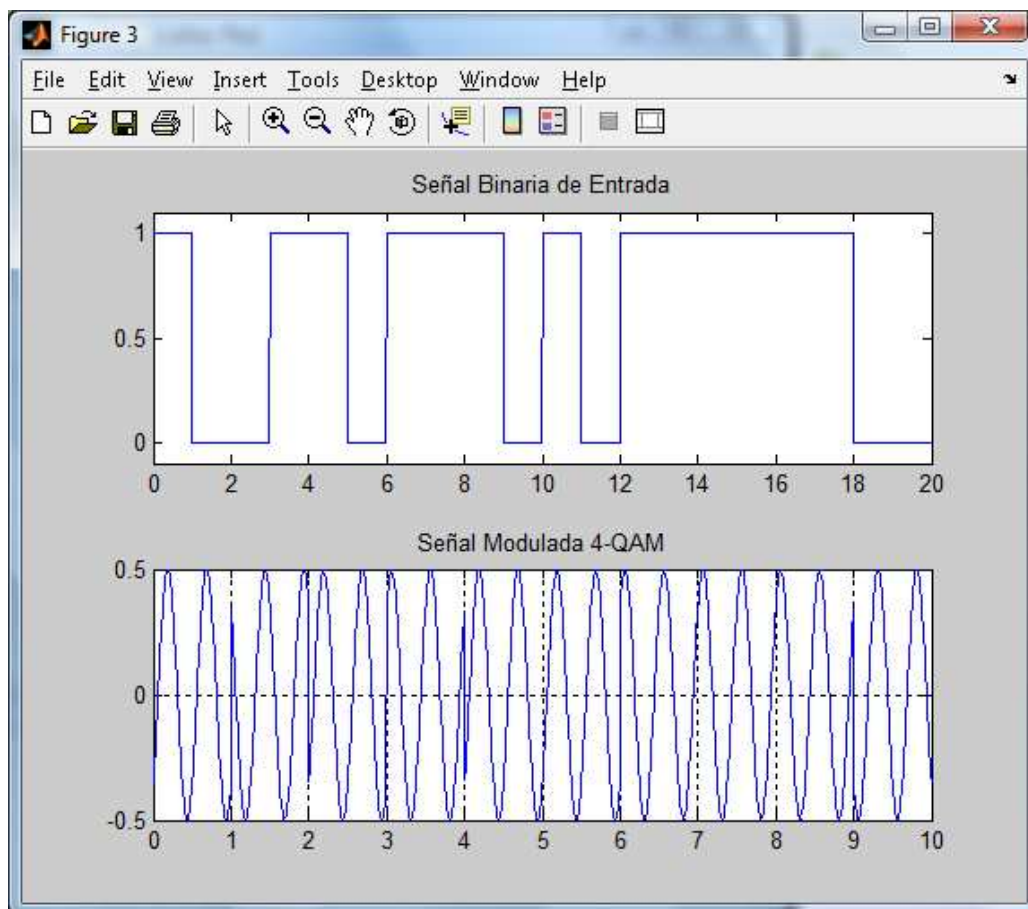 Figure 3
File Edit View Insert Tools Desktop Window Help
Señal Binaria de Entrada
1
0.5
0
0 2 4 6 8 10 12 14 16 18 20
Señal Modulada 4-QAM
0.5
0
-0.5
0 1 2 3 4 5 6 7 8 9 10